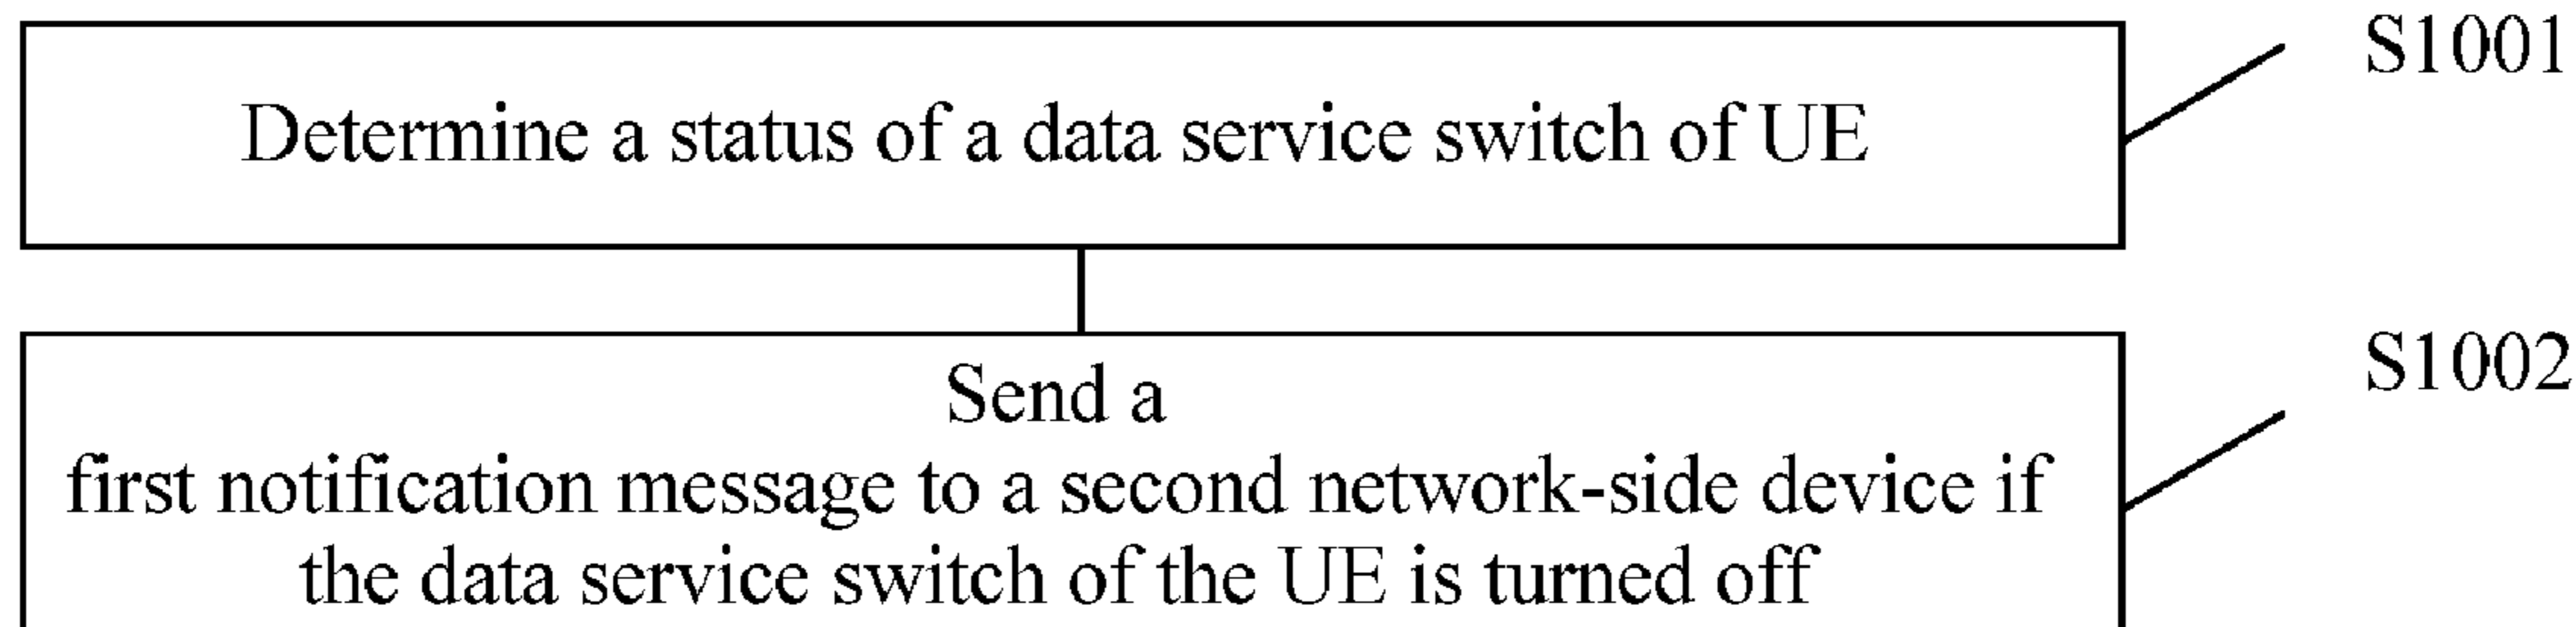 S1001
Determine a status of a data service switch of UE
S1002
Send a
first notification message to a second network-side device if
the data service switch of the UE is turned off